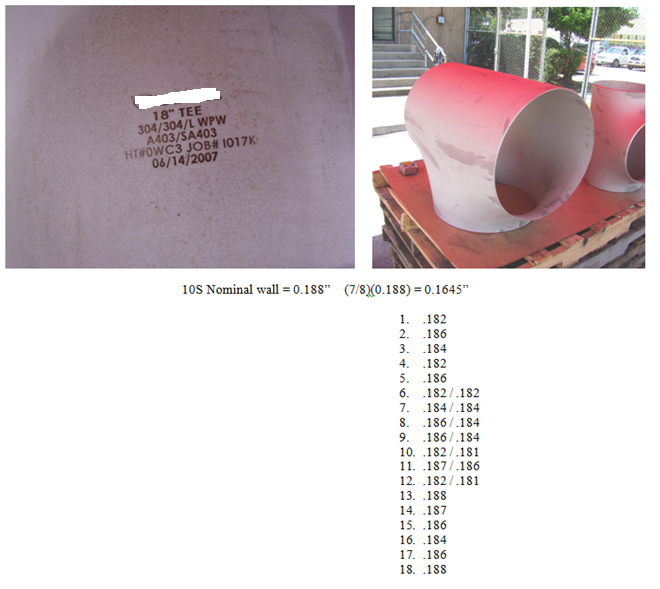 18" TEE
304/304/L WPW
A403/SA403
HT#0WC3 JOB# I017K
06/14/2007
10S Nominal wall = 0.188” (7/8)(0.188) = 0.1645”
1. .182
2. .186
3. .184
4. .182
5. .186
6. .182 / .182
7. .184 / .184
8. .186 / .184
9. .186 / .184
10. .182 / .181
11. .187 / .186
12. .182 / .181
13. .188
14. .187
15. .186
16. .184
17. .186
18. .188